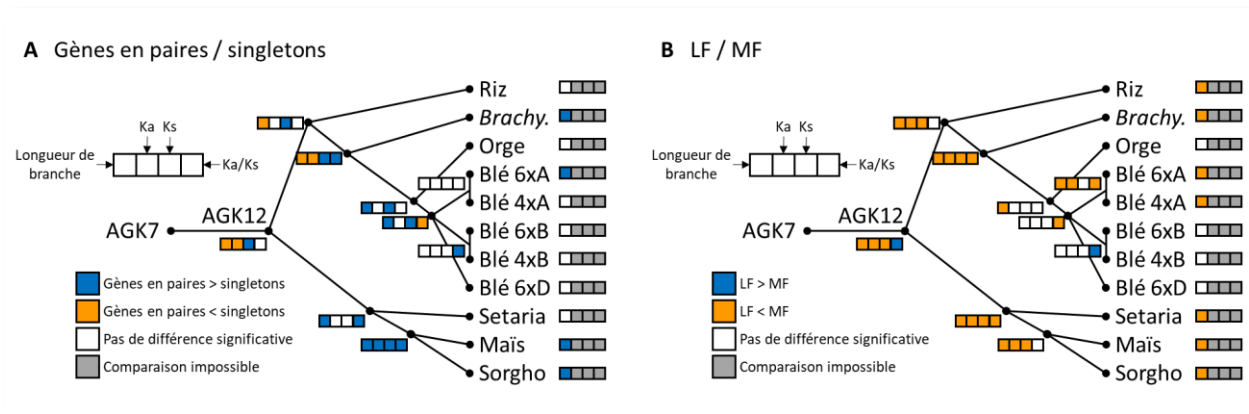 A Gènes en paires / singletons
Ka Ks
Longueur de
branche
Ka/Ks
AGK7
AGK12
Riz
Brachy.
Orge
Blé 6xA
Blé 4xA
Blé 6xB
Blé 4xB
Blé 6xD
Setaria
Maïs
Sorgho
Gènes en paires > singletons
Gènes en paires < singletons
Pas de différence significative
Comparaison impossible
B LF / MF
Ka Ks
Longueur de
branche
Ka/Ks
AGK7
AGK12
Riz
Brachy.
Orge
Blé 6xA
Blé 4xA
Blé 6xB
Blé 4xB
Blé 6xD
Setaria
Maïs
Sorgho
LF > MF
LF < MF
Pas de différence significative
Comparaison impossible